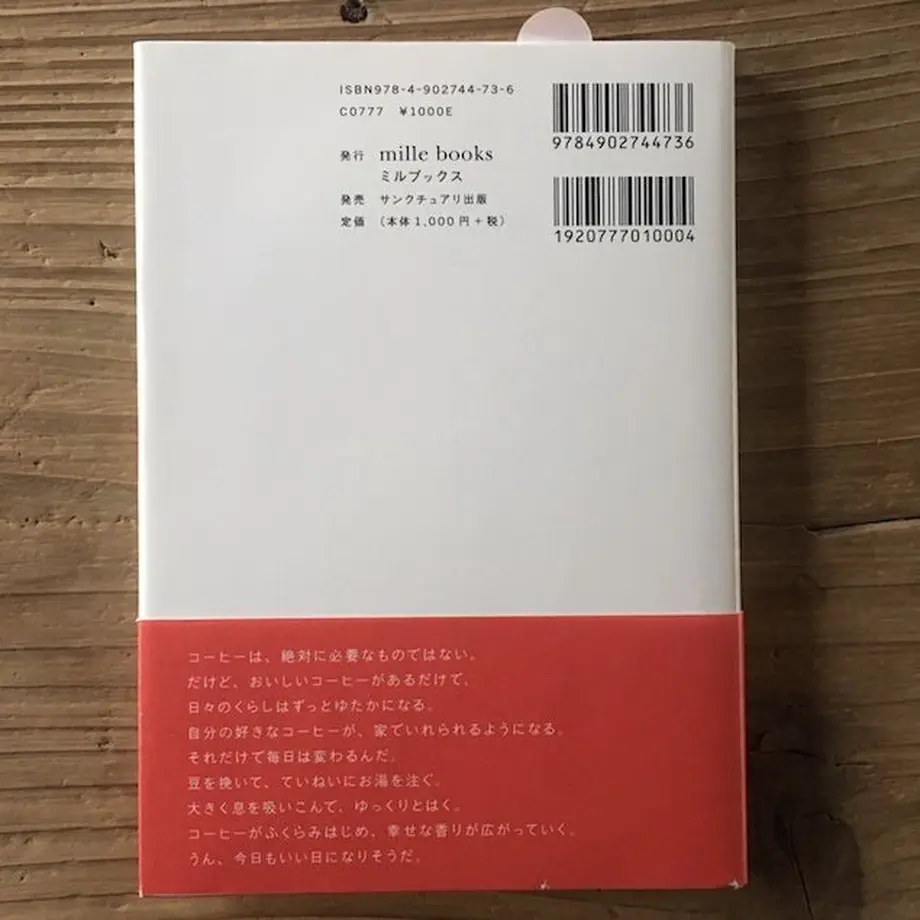 ISBN978-4-902744-73-6
C0777 ¥1000E
発行 mille books
ミルブックス
発売 サンクチュアリ出版
定価 (本体1,000円+税)
9784902744736
1920777010004
コーヒーは、絶対に必要なものではない。
だけど、おいしいコーヒーがあるだけで、
日々のくらしはずっとゆたかになる。
自分の好きなコーヒーが、家でいれられるようになる。
それだけで毎日は変わるんだ。
豆を挽いて、ていねいにお湯を注ぐ。
大きく息を吸いこんで、ゆっくりとはく。
コーヒーがふくらみはじめ、幸せな香りが広がっていく。
うん、今日もいい日になりそうだ。